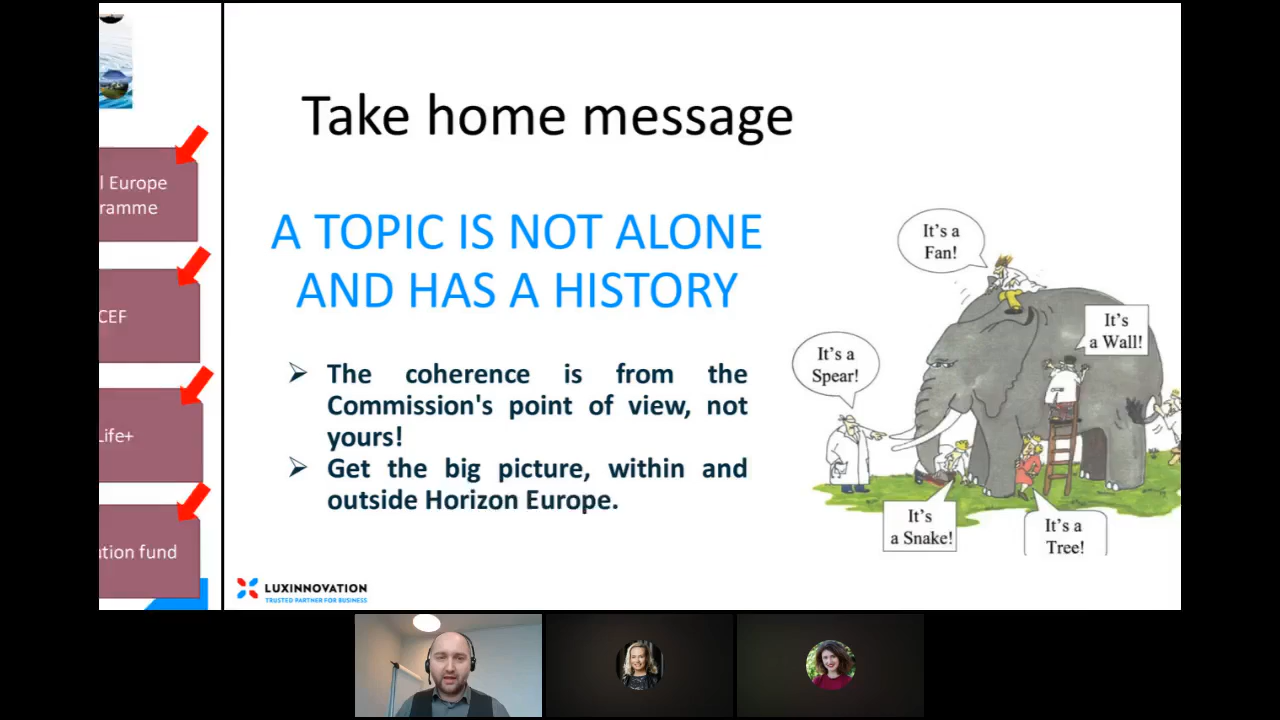 l Europe
ramme
CEF
Life+
ation fund
Take home message
A TOPIC IS NOT ALONE
AND HAS A HISTORY
➢ The coherence is from the
Commission's point of view, not
yours!
➢ Get the big picture, within and
outside Horizon Europe.
It's a
Fan!
It's
a Wall!
It's a
Spear!
It's
a Snake!
It's a
Tree!
LUXINNOVATION
TRUSTED PARTNER FOR BUSINESS